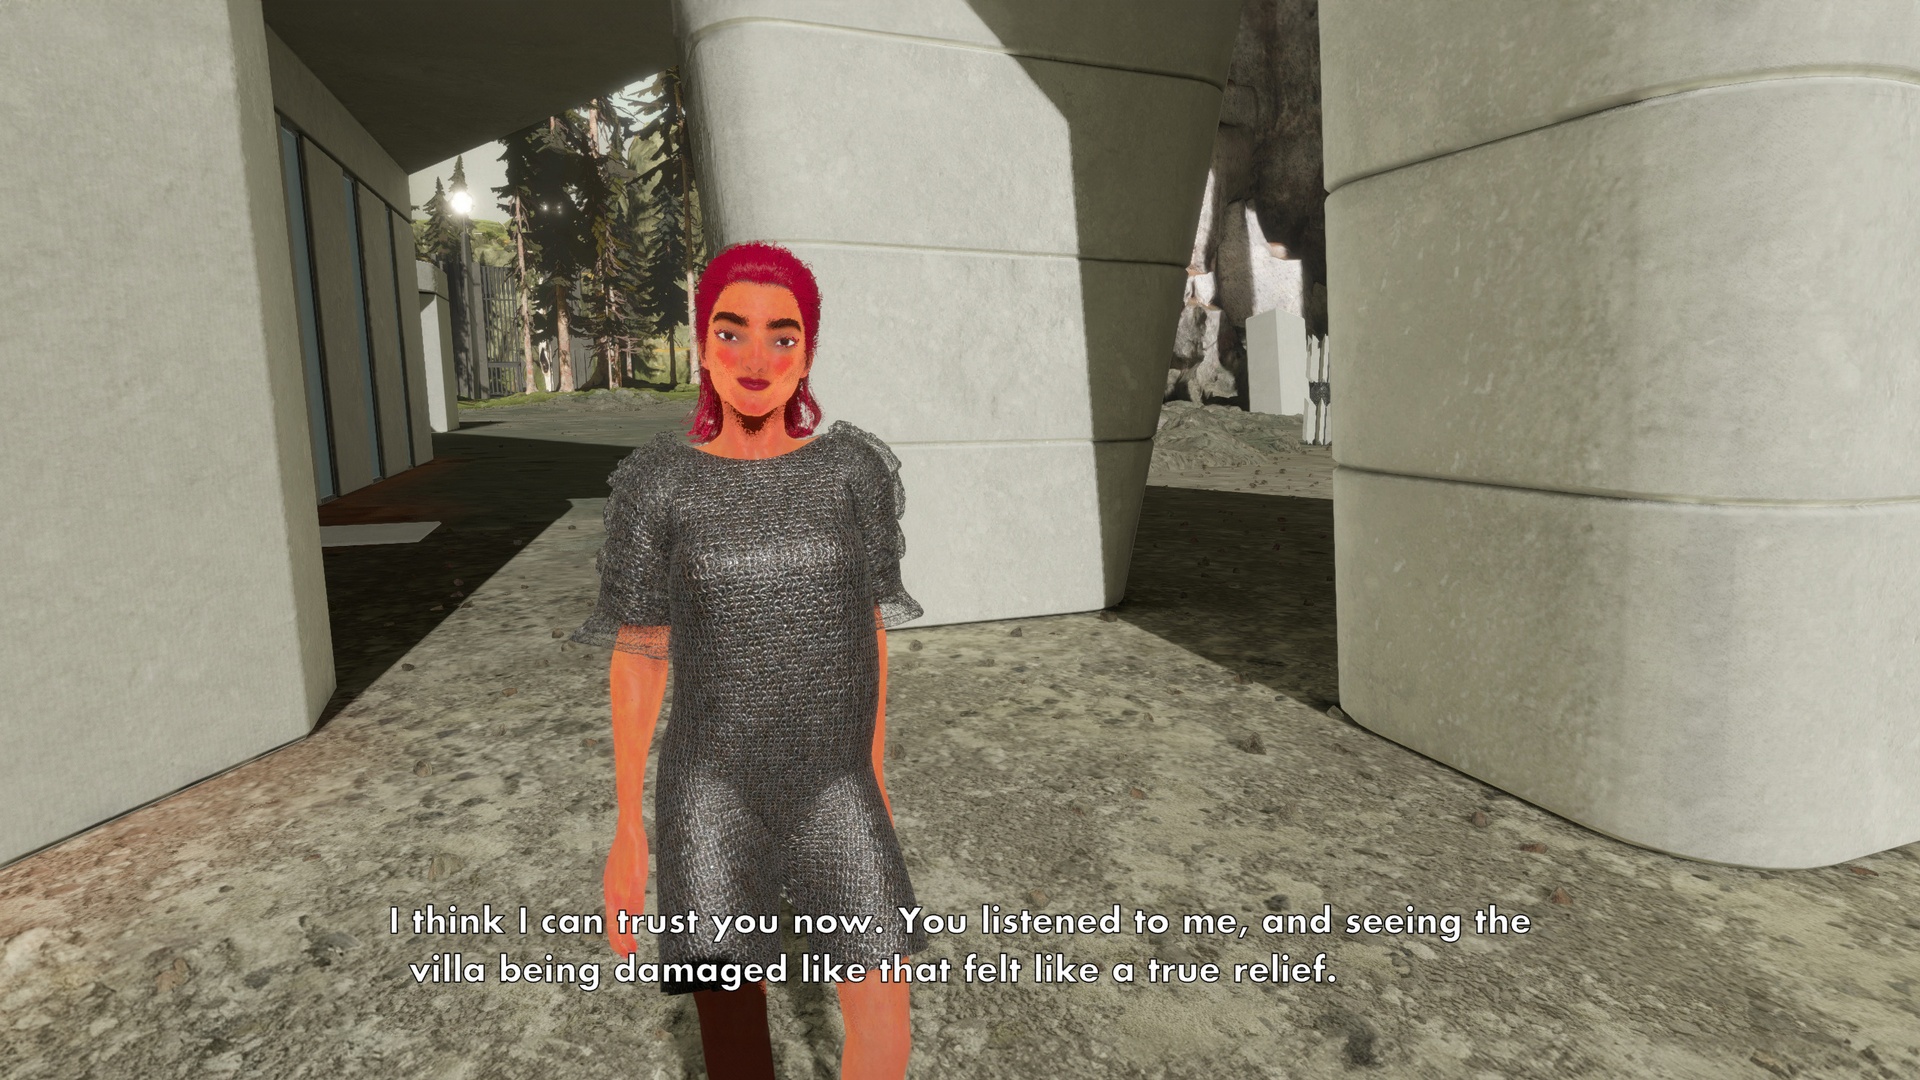 I think I can trust you now. You listened to me, and seeing the
villa being damaged like that felt like a true relief.